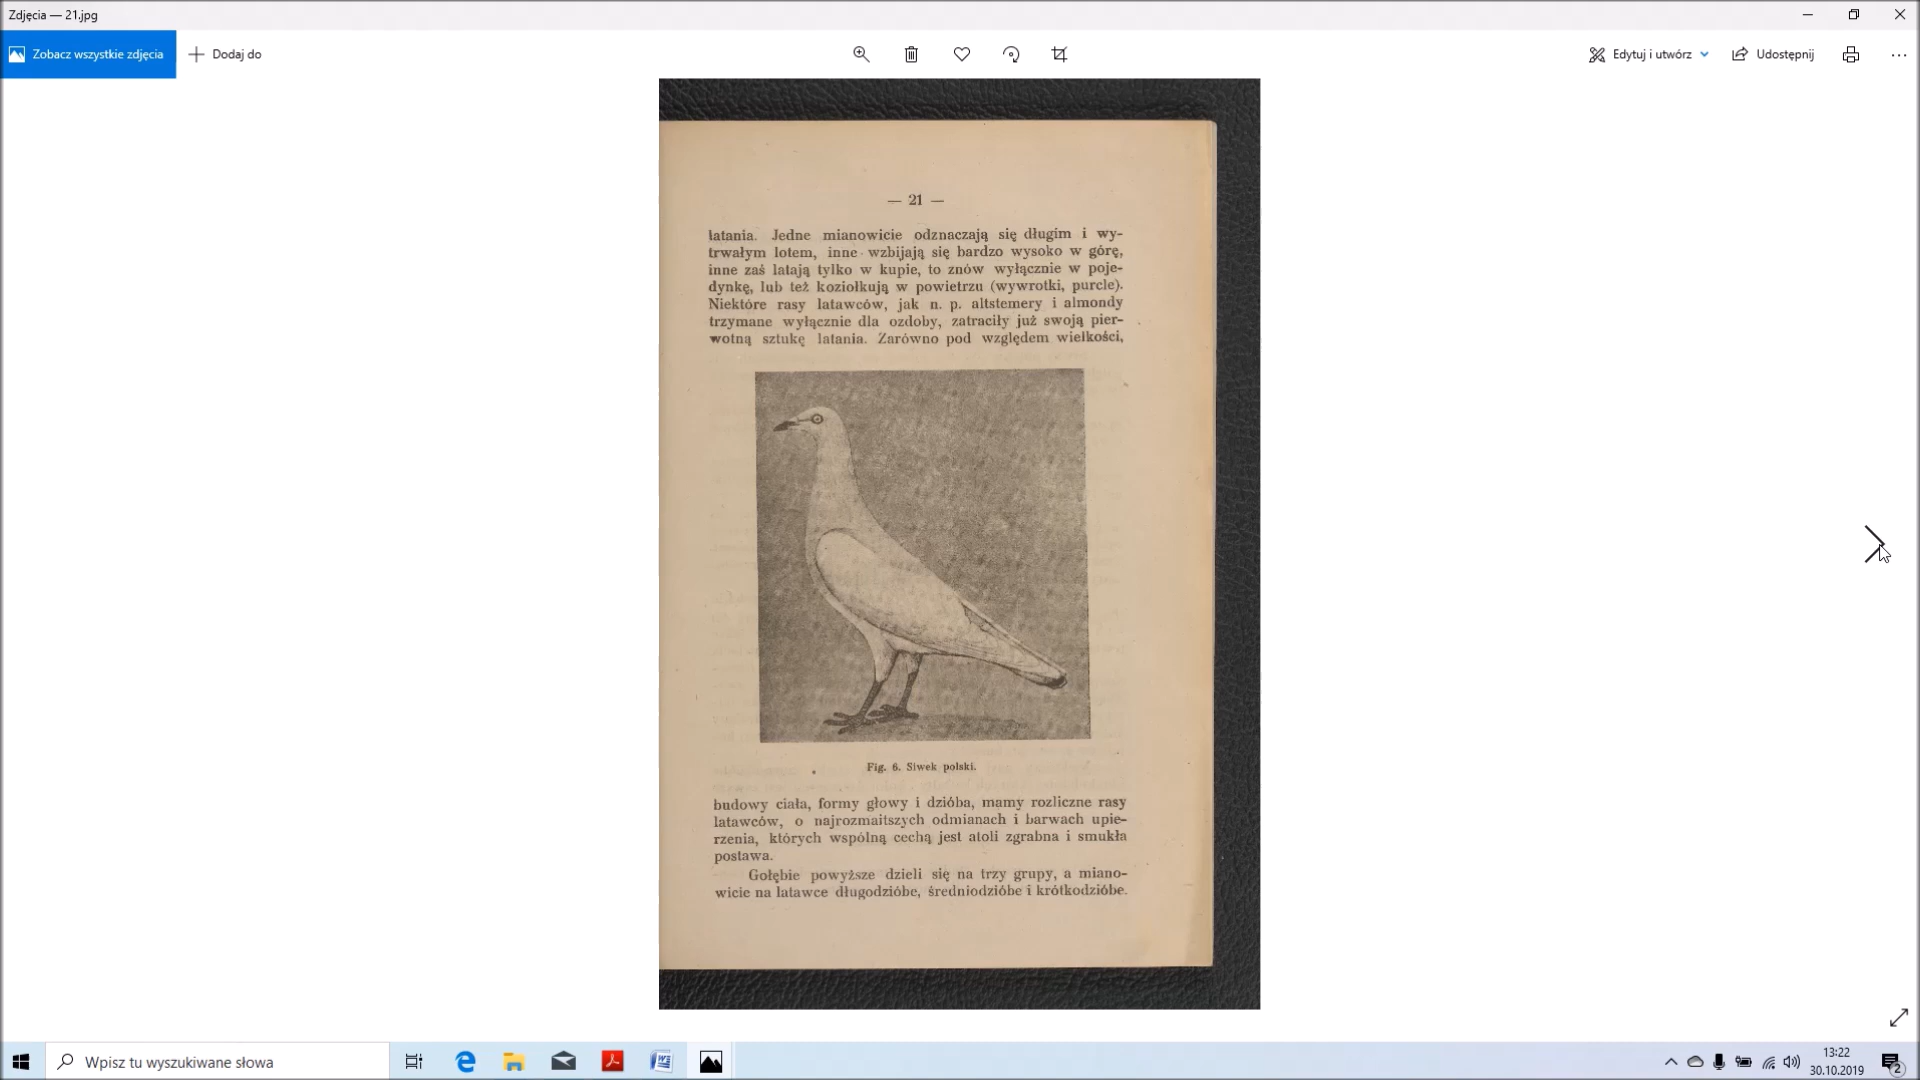 Zdjęcia — 21.jpg
Zobacz wszystkie zdjęcia
Dodaj do
Edytuj i utwórz
Udostępnij
— 21 —
latania. Jedne mianowicie odznaczają się długim i wy-
trwałym lotem, inne wzbijają się bardzo wysoko w górę,
inne zaś latają tylko w kupie, to znów wyłącznie w poje-
dynkę, lub też koziołkują w powietrzu (wywrotki, purcle).
Niektóre rasy latawców, jak n. p. altstemery i almondy
trzymane wyłącznie dla ozdoby, zatraciły już swoją pier-
wotną sztukę latania. Zarówno pod względem wielkości,
Fig. 6. Siwek polski.
budowy ciała, formy głowy i dzióba, mamy rozliczne rasy
latawców, o najrozmaitszych odmianach i barwach upie-
rzenia, których wspólną cechą jest atoli zgrabna i smukła
postawa.
Gołębie powyższe dzieli się na trzy grupy, a miano-
wicie na latawce długodzióbe, średniodzióbe i krótkodzióbe.
Wpisz tu wyszukiwane słowa
13:22
30.10.2019
2